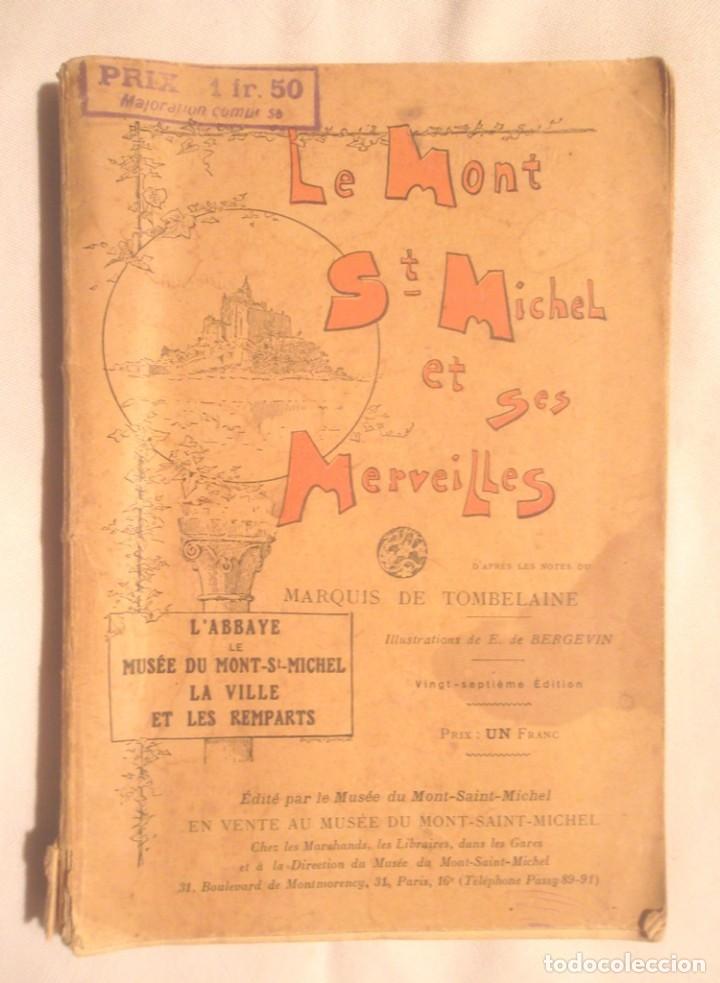 PRIX 1 fr. 50
Majoration comprise
Le Mont
St Michel
et ses
Merveilles
D'APRÈS LES NOTES DU
MARQUIS DE TOMBELAINE
Illustrations de E. de BERGEVIN
Vingt-septième Édition
PRIX : UN FRANC
L'ABBAYE
LE
MUSÉE DU MONT-St-MICHEL
LA VILLE
ET LES REMPARTS
Édité par le Musée du Mont-Saint-Michel
EN VENTE AU MUSÉE DU MONT-SAINT-MICHEL
Chez les Marchands, les Libraires, dans les Gares
et à la Direction du Musée du Mont-Saint-Michel
31, Boulevard de Montmorency, 31, Paris, 16e (Téléphone Passy 89-91)
todocoleccion
todocoleccion.net